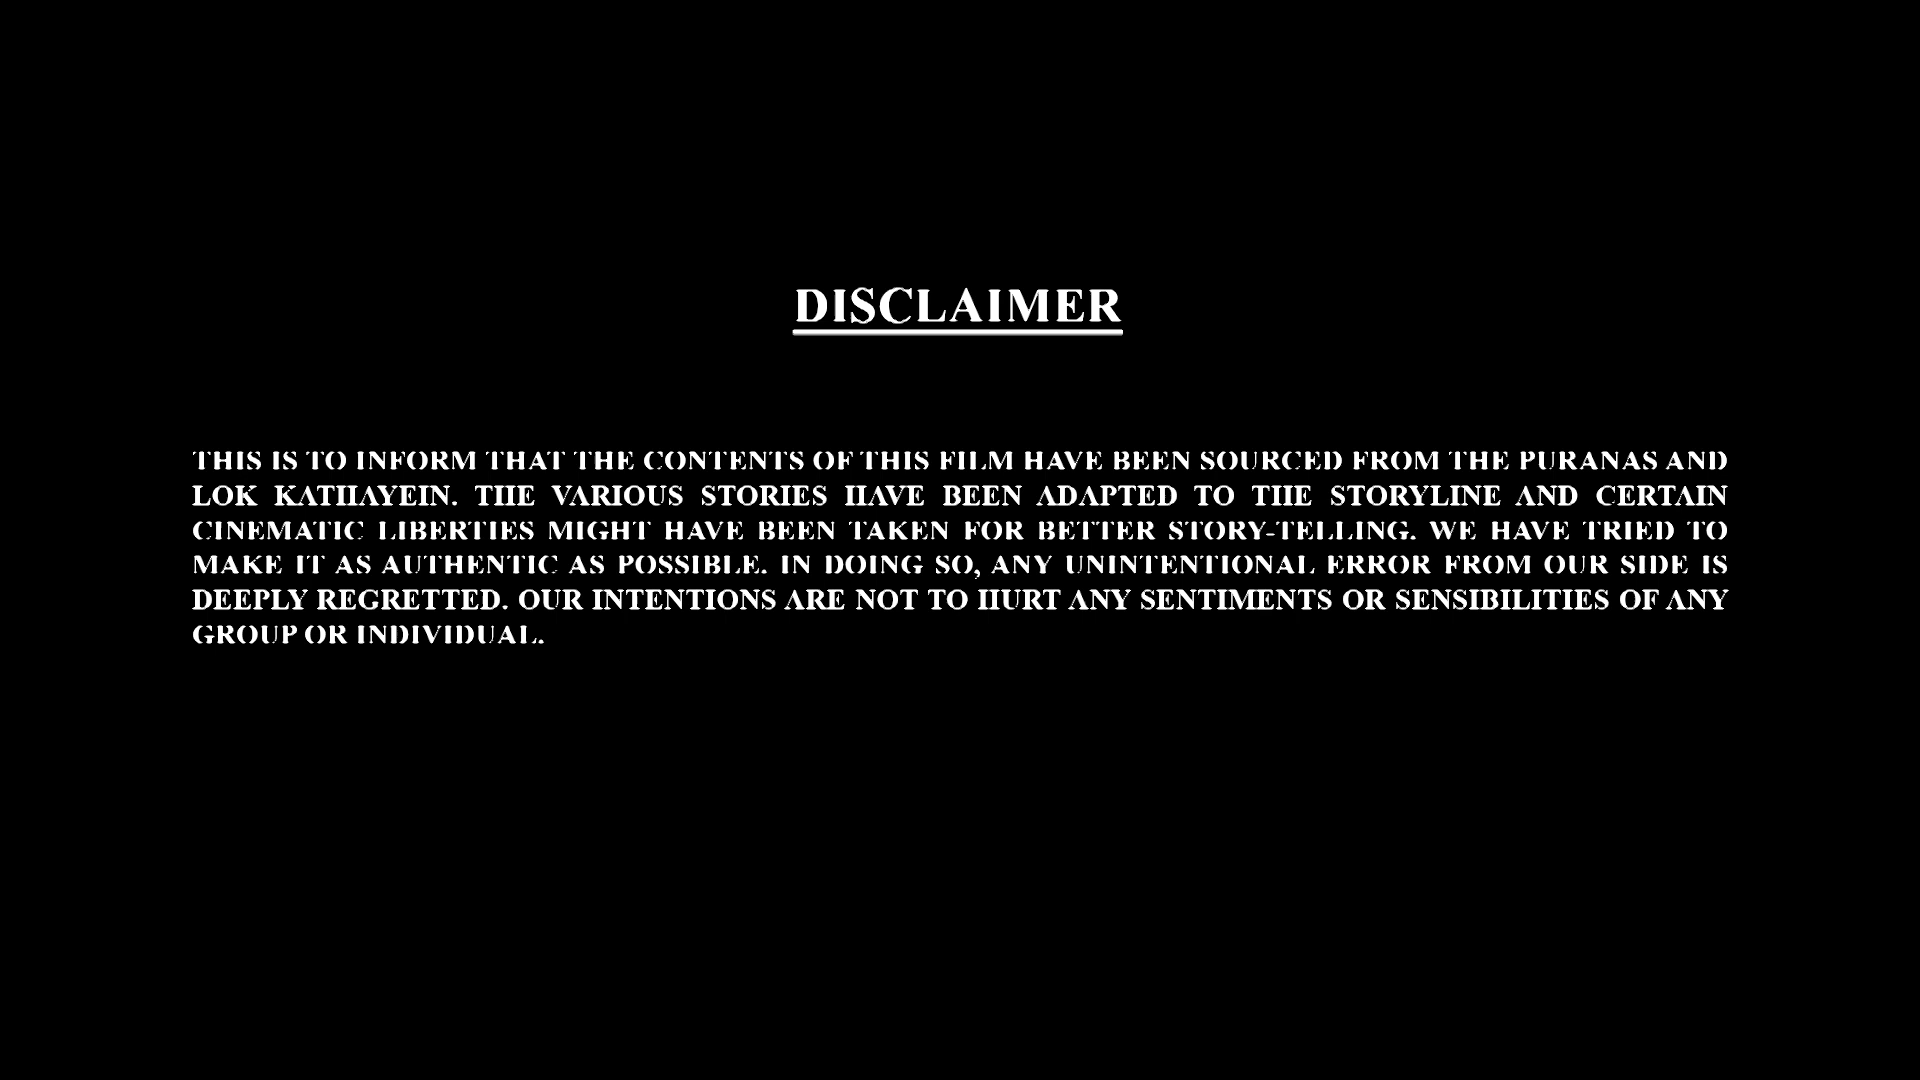 DISCLAIMER
THIS IS TO INFORM THAT THE CONTENTS OF THIS FILM HAVE BEEN SOURCED FROM THE PURANAS AND
LOK KATHAYEIN. THE VARIOUS STORIES HAVE BEEN ADAPTED TO THE STORYLINE AND CERTAIN
CINEMATIC LIBERTIES MIGHT HAVE BEEN TAKEN FOR BETTER STORY-TELLING. WE HAVE TRIED TO
MAKE IT AS AUTHENTIC AS POSSIBLE. IN DOING SO, ANY UNINTENTIONAL ERROR FROM OUR SIDE IS
DEEPLY REGRETTED. OUR INTENTIONS ARE NOT TO HURT ANY SENTIMENTS OR SENSIBILITIES OF ANY
GROUP OR INDIVIDUAL.